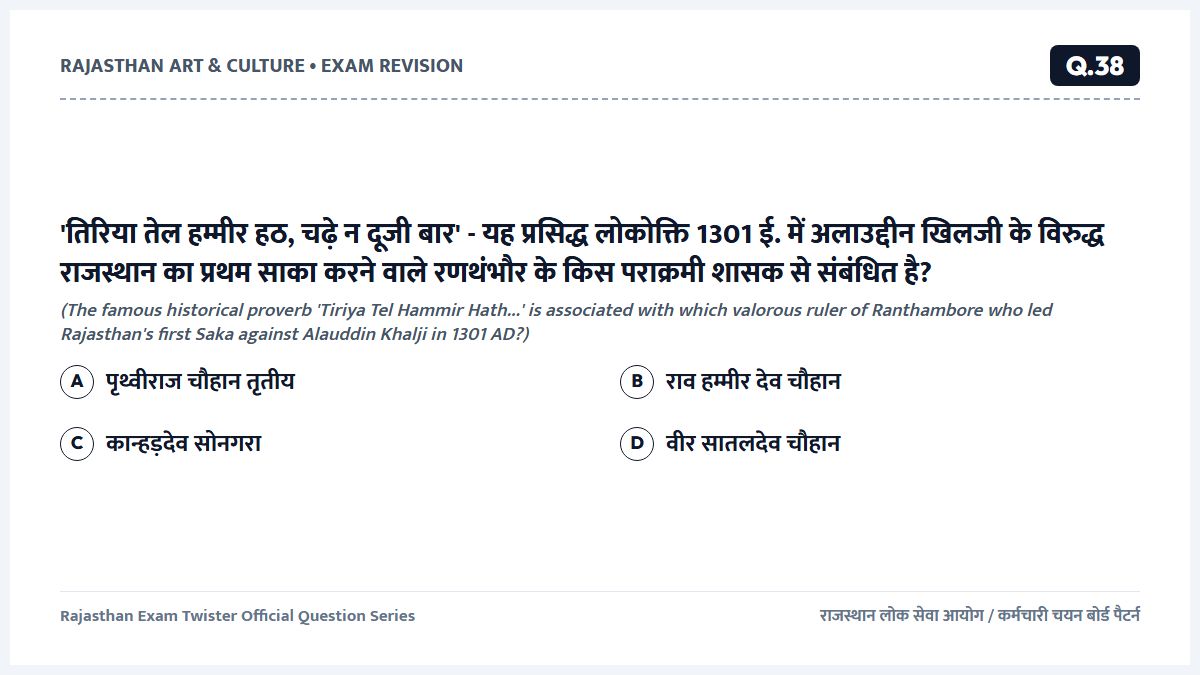 RAJASTHAN ART & CULTURE • EXAM REVISION
Q.38
'तिरिया तेल हम्मीर हठ, चढ़े न दूजी बार' - यह प्रसिद्ध लोकोक्ति 1301 ई. में अलाउद्दीन खिलजी के विरुद्ध
राजस्थान का प्रथम साका करने वाले रणथंभौर के किस पराक्रमी शासक से संबंधित है?
(The famous historical proverb 'Tiriya Tel Hammir Hath...' is associated with which valorous ruler of Ranthambore who led
Rajasthan's first Saka against Alauddin Khalji in 1301 AD?)
A पृथ्वीराज चौहान तृतीय
B राव हम्मीर देव चौहान
C कान्हड़देव सोनगरा
D वीर सातलदेव चौहान
Rajasthan Exam Twister Official Question Series
राजस्थान लोक सेवा आयोग / कर्मचारी चयन बोर्ड पैटर्न